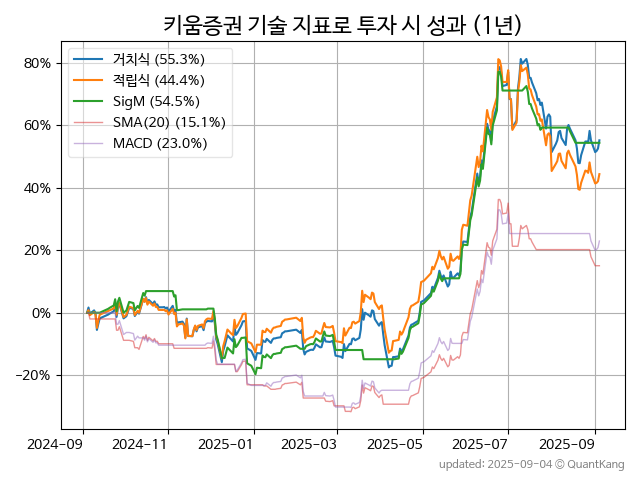 키움증권 기술 지표로 투자 시 성과 (1년)
거치식 (55.3%)
적립식 (44.4%)
SigM (54.5%)
SMA(20) (15.1%)
MACD (23.0%)
80%
60%
40%
20%
0%
−20%
2024-09
2024-11
2025-01
2025-03
2025-05
2025-07
2025-09
updated: 2025-09-04 © QuantKang